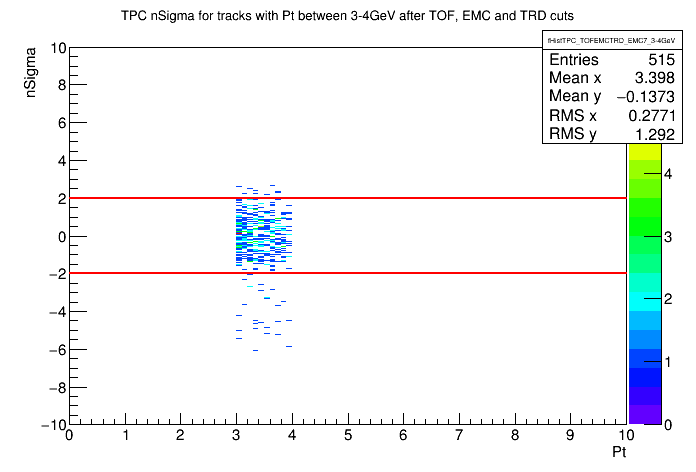 TPC nSigma for tracks with Pt between 3-4GeV after TOF, EMC and TRD cuts
fHistTPC_TOFEMCTRD_EMC7_3-4GeV
Entries 515
Mean x 3.398
Mean y −0.1373
RMS x 0.2771
RMS y 1.292
nSigma
10
8
6
4
2
0
−2
−4
−6
−8
−10
0 1 2 3 4 5 6 7 8 9 10
Pt
4
3
2
1
0